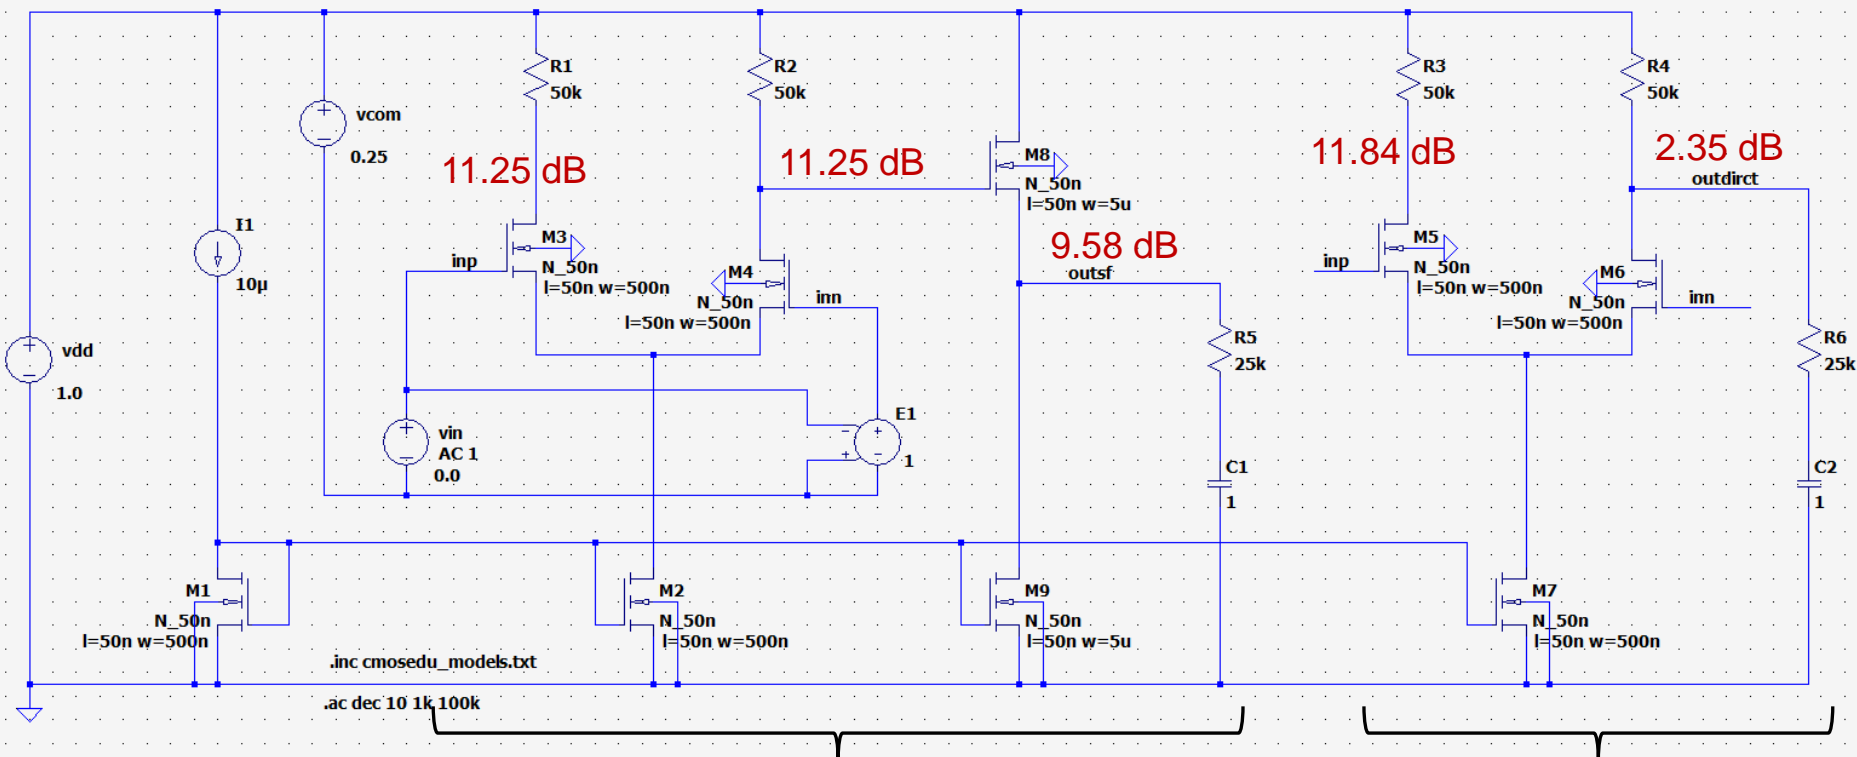 R1
50k
R2
50k
R3
50k
R4
50k
vcom
0.25
11.25 dB
11.25 dB
11.84 dB
2.35 dB
outdirct
M8
N_50n
l=50n w=5u
I1
10µ
inp
M3
N_50n
l=50n w=500n
M4
N_50n
l=50n w=500n
inn
9.58 dB
outsf
inp
M5
N_50n
l=50n w=500n
M6
N_50n
l=50n w=500n
inn
vdd
1.0
R5
25k
R6
25k
vin
AC 1
0.0
E1
1
C1
1
C2
1
M1
N_50n
l=50n w=500n
M2
N_50n
l=50n w=500n
M9
N_50n
l=50n w=5u
M7
N_50n
l=50n w=500n
.inc cmosedu_models.txt
.ac dec 10 1k 100k